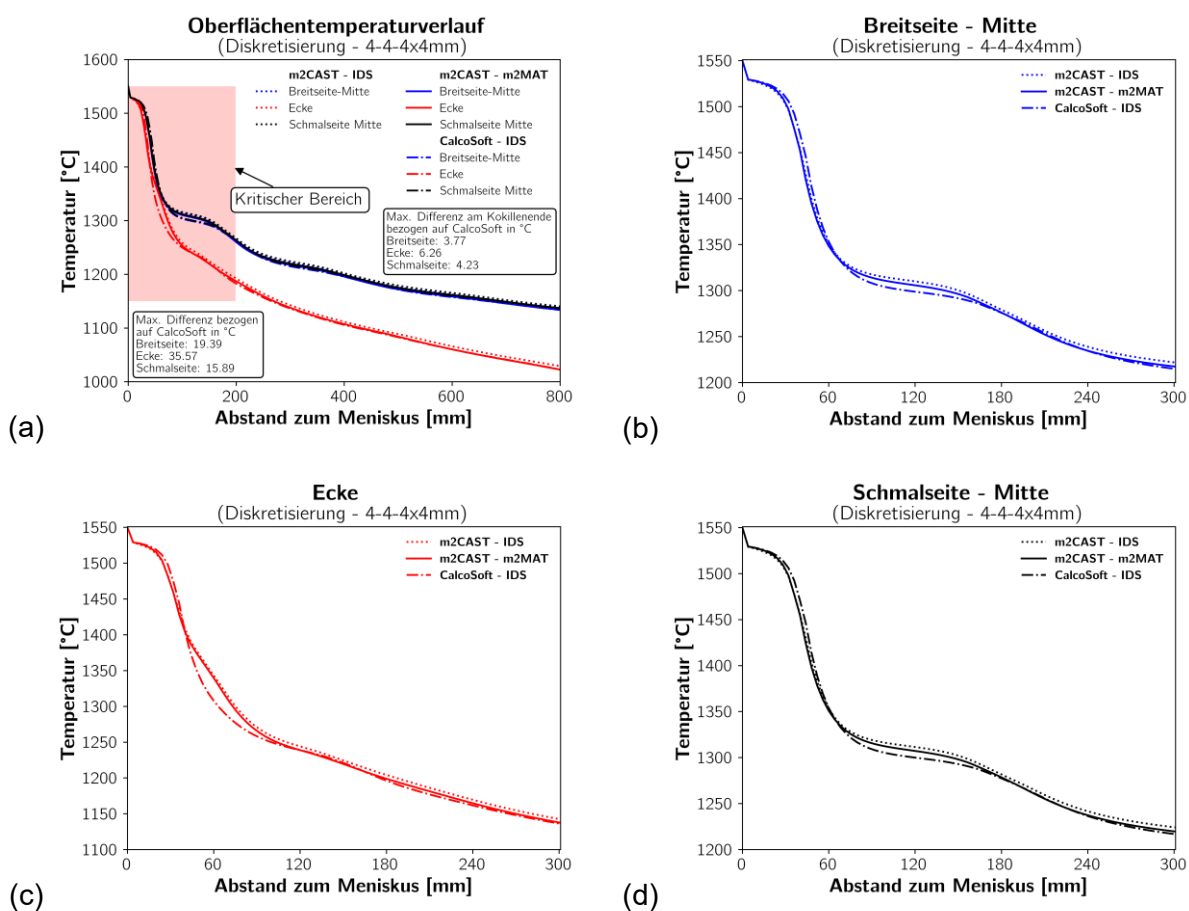 Oberflächentemperaturverlauf
(Diskretisierung - 4-4-4x4mm)
1600
1500
1400
1300
1200
1100
1000
Temperatur [°C]
m2CAST - IDS
Breitseite-Mitte
Ecke
Schmalseite Mitte
m2CAST - m2MAT
Breitseite-Mitte
Ecke
Schmalseite Mitte
CalcoSoft - IDS
Breitseite-Mitte
Ecke
Schmalseite Mitte
Kritischer Bereich
Max. Differenz am Kokillenende
bezogen auf CalcoSoft in °C
Breitseite: 3.77
Ecke: 6.26
Schmalseite: 4.23
Max. Differenz bezogen
auf CalcoSoft in °C
Breitseite: 19.39
Ecke: 35.57
Schmalseite: 15.89
0 200 400 600 800
Abstand zum Meniskus [mm]
(a)
Breitseite - Mitte
(Diskretisierung - 4-4-4x4mm)
1550
1500
1450
1400
1350
1300
1250
1200
Temperatur [°C]
m2CAST - IDS
m2CAST - m2MAT
CalcoSoft - IDS
0 60 120 180 240 300
Abstand zum Meniskus [mm]
(b)
Ecke
(Diskretisierung - 4-4-4x4mm)
1550
1500
1450
1400
1350
1300
1250
1200
1150
1100
Temperatur [°C]
m2CAST - IDS
m2CAST - m2MAT
CalcoSoft - IDS
0 60 120 180 240 300
Abstand zum Meniskus [mm]
(c)
Schmalseite - Mitte
(Diskretisierung - 4-4-4x4mm)
1550
1500
1450
1400
1350
1300
1250
1200
Temperatur [°C]
m2CAST - IDS
m2CAST - m2MAT
CalcoSoft - IDS
0 60 120 180 240 300
Abstand zum Meniskus [mm]
(d)